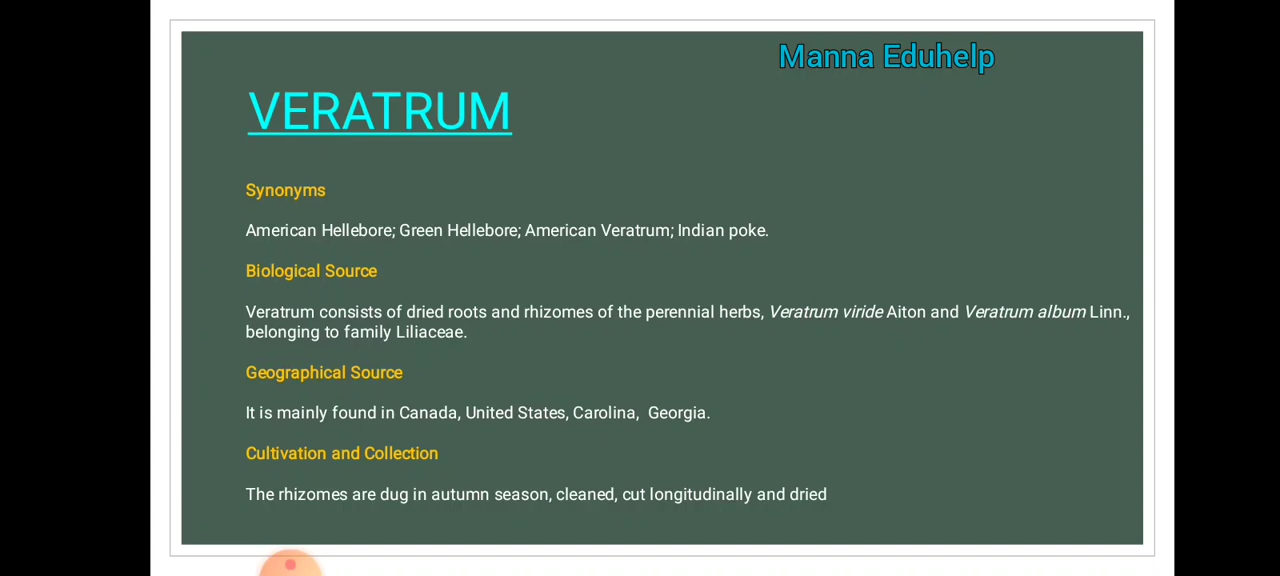 Manna Eduhelp
VERATRUM
Synonyms
American Hellebore; Green Hellebore; American Veratrum; Indian poke.
Biological Source
Veratrum consists of dried roots and rhizomes of the perennial herbs, Veratrum viride Aiton and Veratrum album Linn.,
belonging to family Liliaceae.
Geographical Source
It is mainly found in Canada, United States, Carolina,  Georgia.
Cultivation and Collection
The rhizomes are dug in autumn season, cleaned, cut longitudinally and dried